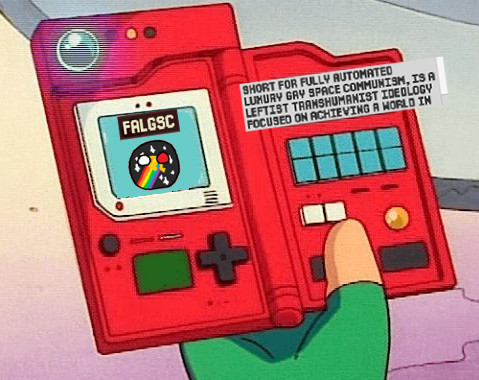 FALGSC
SHORT FOR FULLY AUTOMATED
LUXURY GAY SPACE COMMUNISM, IS A
LEFTIST TRANSHUMANIST IDEOLOGY
FOCUSED ON ACHIEVING A WORLD IN